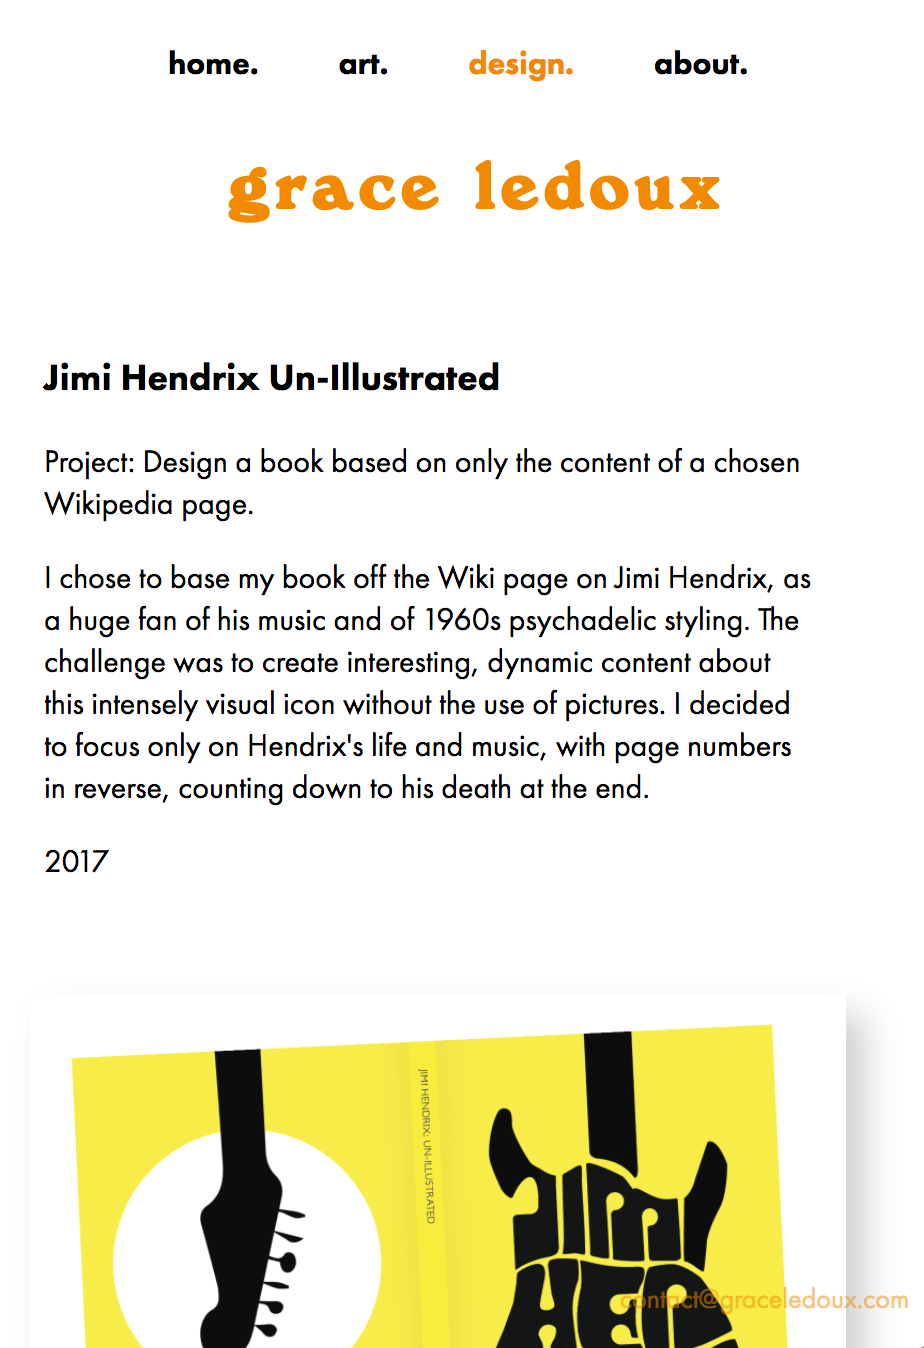 home. art. design. about.
grace ledoux
Jimi Hendrix Un-Illustrated
Project: Design a book based on only the content of a chosen
Wikipedia page.
I chose to base my book off the Wiki page on Jimi Hendrix, as
a huge fan of his music and of 1960s psychadelic styling. The
challenge was to create interesting, dynamic content about
this intensely visual icon without the use of pictures. I decided
to focus only on Hendrix's life and music, with page numbers
in reverse, counting down to his death at the end.
2017
JIMI HENDRIX: UN-ILLUSTRATED
JIMI
HEN
contact@graceledoux.com